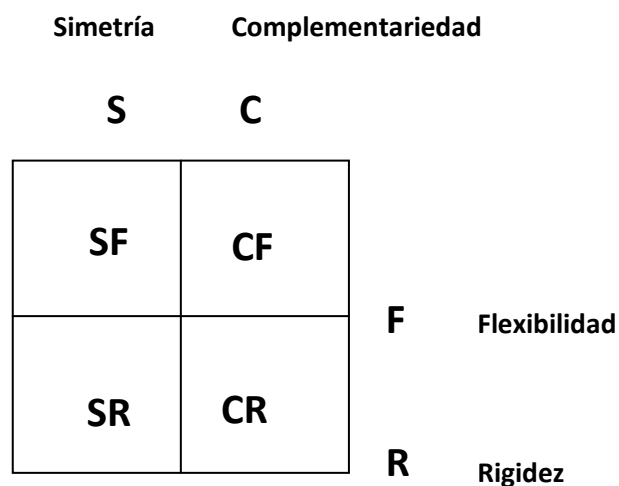 Simetría Complementariedad
S C
SF CF
F Flexibilidad
SR CR
R Rigidez